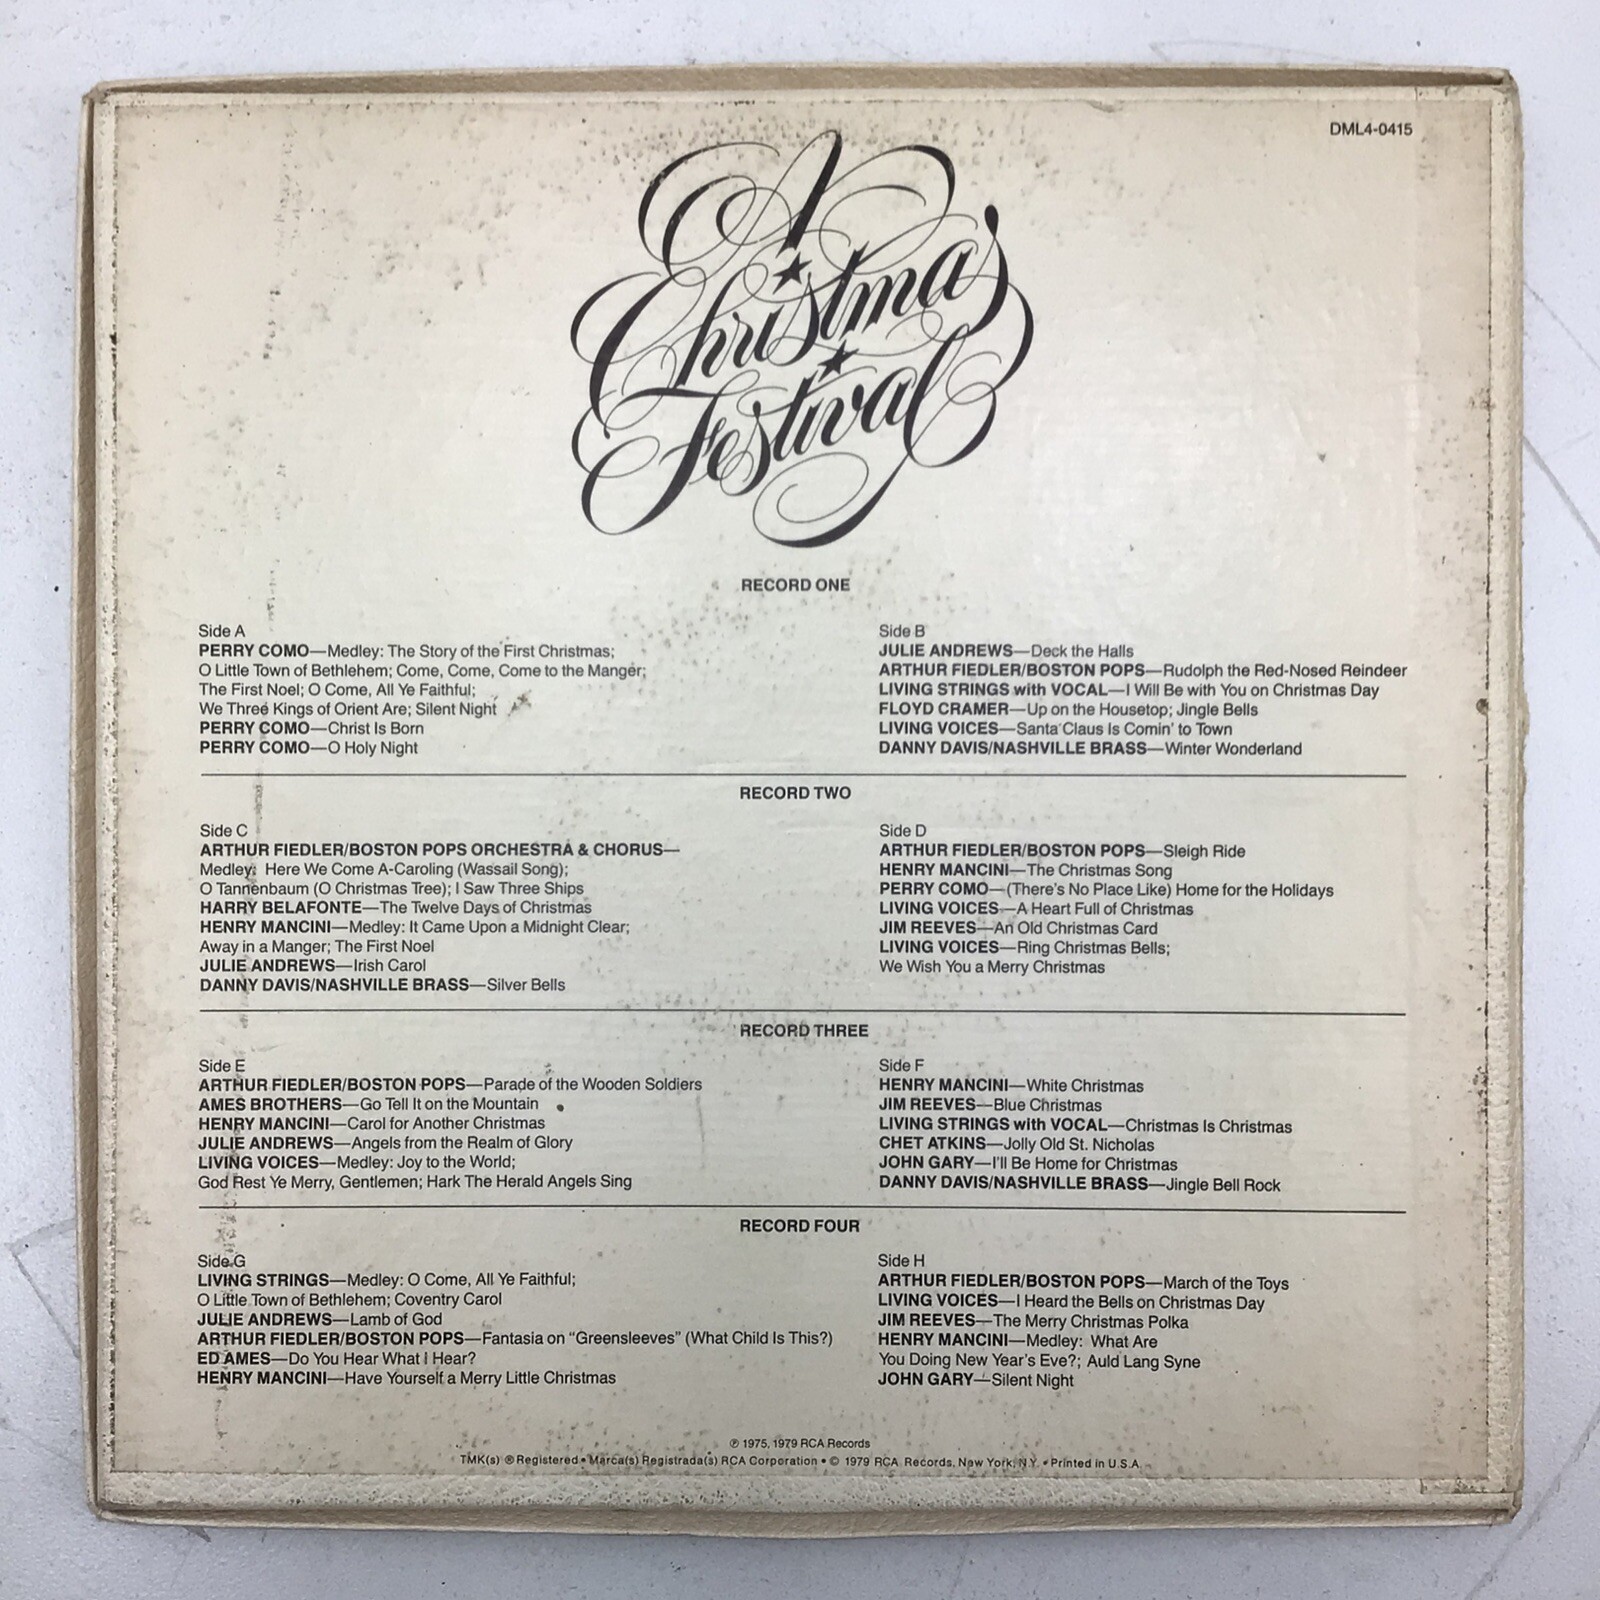 DML4-0415
A
Christmas
Festival
RECORD ONE
Side A
PERRY COMO—Medley: The Story of the First Christmas;
O Little Town of Bethlehem; Come, Come, Come to the Manger;
The First Noel; O Come, All Ye Faithful;
We Three Kings of Orient Are; Silent Night
PERRY COMO—Christ Is Born
PERRY COMO—O Holy Night
Side B
JULIE ANDREWS—Deck the Halls
ARTHUR FIEDLER/BOSTON POPS—Rudolph the Red-Nosed Reindeer
LIVING STRINGS with VOCAL—I Will Be with You on Christmas Day
FLOYD CRAMER—Up on the Housetop; Jingle Bells
LIVING VOICES—Santa Claus Is Comin' to Town
DANNY DAVIS/NASHVILLE BRASS—Winter Wonderland
RECORD TWO
Side C
ARTHUR FIEDLER/BOSTON POPS ORCHESTRA & CHORUS—
Medley: Here We Come A-Caroling (Wassail Song);
O Tannenbaum (O Christmas Tree); I Saw Three Ships
HARRY BELAFONTE—The Twelve Days of Christmas
HENRY MANCINI—Medley: It Came Upon a Midnight Clear;
Away in a Manger; The First Noel
JULIE ANDREWS—Irish Carol
DANNY DAVIS/NASHVILLE BRASS—Silver Bells
Side D
ARTHUR FIEDLER/BOSTON POPS—Sleigh Ride
HENRY MANCINI—The Christmas Song
PERRY COMO—(There's No Place Like) Home for the Holidays
LIVING VOICES—A Heart Full of Christmas
JIM REEVES—An Old Christmas Card
LIVING VOICES—Ring Christmas Bells;
We Wish You a Merry Christmas
RECORD THREE
Side E
ARTHUR FIEDLER/BOSTON POPS—Parade of the Wooden Soldiers
AMES BROTHERS—Go Tell It on the Mountain
HENRY MANCINI—Carol for Another Christmas
JULIE ANDREWS—Angels from the Realm of Glory
LIVING VOICES—Medley: Joy to the World;
God Rest Ye Merry, Gentlemen; Hark The Herald Angels Sing
Side F
HENRY MANCINI—White Christmas
JIM REEVES—Blue Christmas
LIVING STRINGS with VOCAL—Christmas Is Christmas
CHET ATKINS—Jolly Old St. Nicholas
JOHN GARY—I'll Be Home for Christmas
DANNY DAVIS/NASHVILLE BRASS—Jingle Bell Rock
RECORD FOUR
Side G
LIVING STRINGS—Medley: O Come, All Ye Faithful;
O Little Town of Bethlehem; Coventry Carol
JULIE ANDREWS—Lamb of God
ARTHUR FIEDLER/BOSTON POPS—Fantasia on "Greensleeves" (What Child Is This?)
ED AMES—Do You Hear What I Hear?
HENRY MANCINI—Have Yourself a Merry Little Christmas
Side H
ARTHUR FIEDLER/BOSTON POPS—March of the Toys
LIVING VOICES—I Heard the Bells on Christmas Day
JIM REEVES—The Merry Christmas Polka
HENRY MANCINI—Medley: What Are
You Doing New Year's Eve?; Auld Lang Syne
JOHN GARY—Silent Night
℗ 1975, 1979 RCA Records
TMK(s) ® Registered • Marca(s) Registrada(s) RCA Corporation • © 1979 RCA Records, New York, N.Y. • Printed in U.S.A.